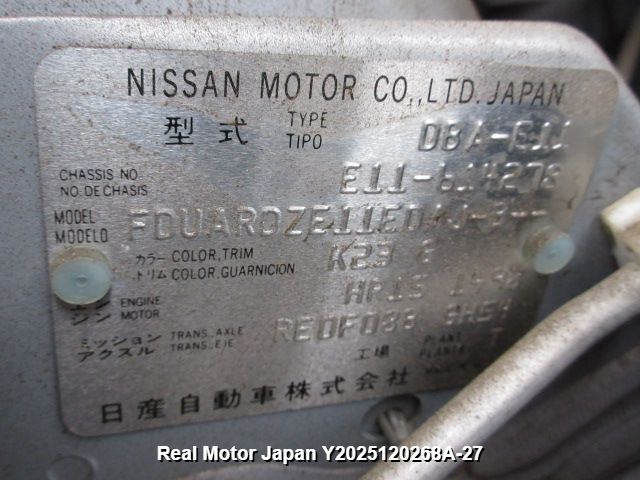 NISSAN MOTOR CO.,LTD. JAPAN
型式 TYPE TIPO DBA-E11
CHASSIS NO. NO. DE CHASIS E11-614278
MODEL MODELO
カラー COLOR,TRIM
トリム COLOR,GUARNICION K23
エンジン ENGINE MOTOR HR15
ミッション TRANS., AXLE
アクスル TRANS., EJE
工場 PLANT PLANTA
日産自動車株式会社
Real Motor Japan Y2025120268A-27